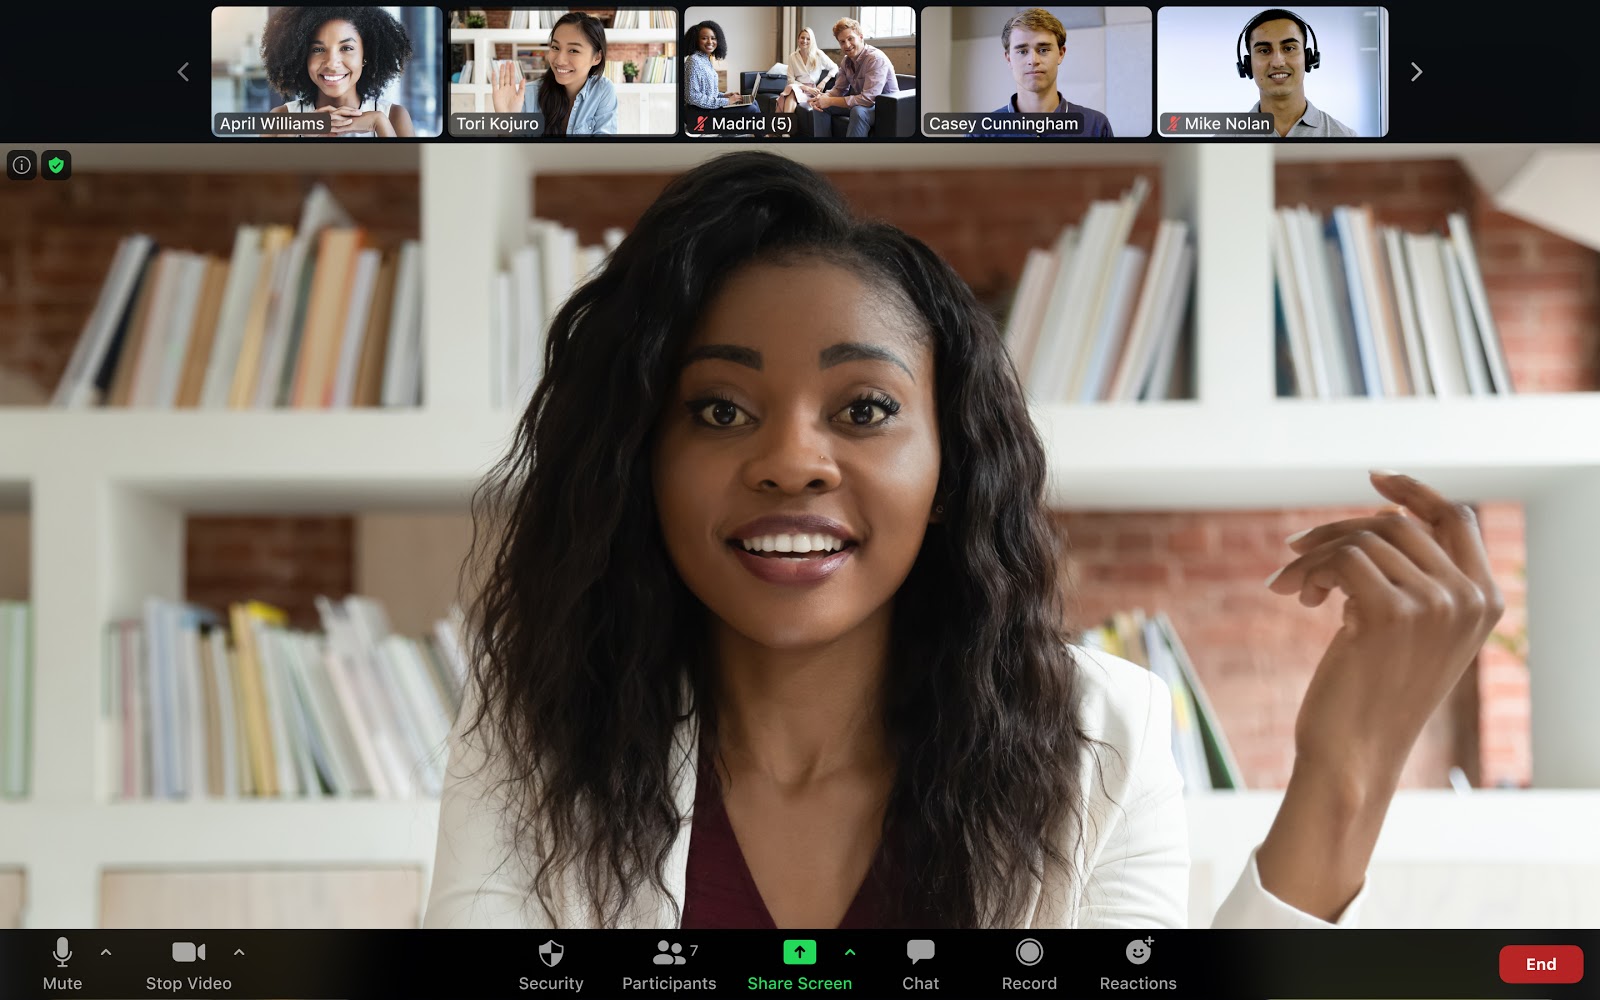 April Williams
Tori Kojuro
Madrid (5)
Casey Cunningham
Mike Nolan
Mute
Stop Video
Security
7
Participants
Share Screen
Chat
Record
Reactions
End